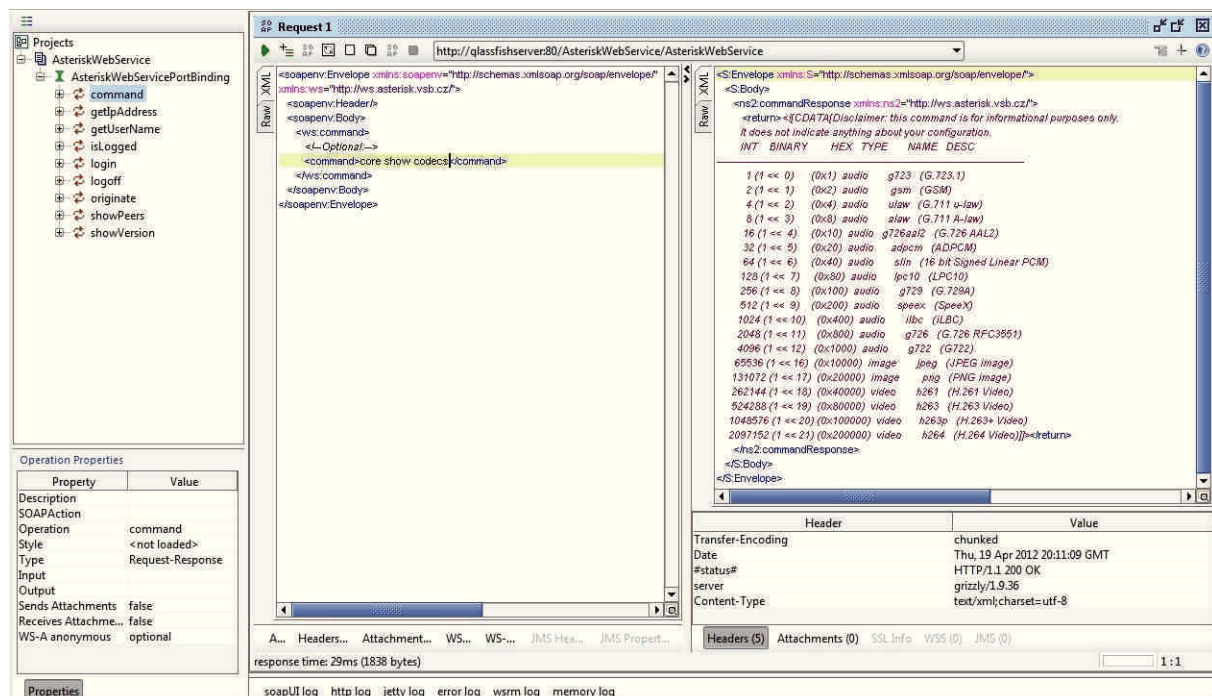 Projects
AsteriskWebService
AsteriskWebServicePortBinding
command
getIpAddress
getUserName
isLogged
login
logoff
originate
showPeers
showVersion
Operation Properties
Property Value
Description
SOAPAction
Operation command
Style <not loaded>
Type Request-Response
Input
Output
Sends Attachments false
Receives Attachme... false
WS-A anonymous optional
Properties
Request 1
http://glassfishserver:80/AsteriskWebService/AsteriskWebService
XML
Raw
<soapenv:Envelope xmlns:soapenv="http://schemas.xmlsoap.org/soap/envelope/"
xmlns:ws="http://ws.asterisk.vsb.cz/">
<soapenv:Header/>
<soapenv:Body>
<ws:command>
<!--Optional:-->
<command>core show codecs</command>
</ws:command>
</soapenv:Body>
</soapenv:Envelope>
A... Headers... Attachment... WS... WS-... JMS Hea... JMS Propert...
XML
Raw
<S:Envelope xmlns:S="http://schemas.xmlsoap.org/soap/envelope/">
<S:Body>
<ns2:commandResponse xmlns:ns2="http://ws.asterisk.vsb.cz/">
<return><![CDATA[Disclaimer: this command is for informational purposes only.
It does not indicate anything about your configuration.
INT BINARY HEX TYPE NAME DESC
1 (1 << 0) (0x1) audio g723 (G.723.1)
2 (1 << 1) (0x2) audio gsm (GSM)
4 (1 << 2) (0x4) audio ulaw (G.711 u-law)
8 (1 << 3) (0x8) audio alaw (G.711 A-law)
16 (1 << 4) (0x10) audio g726aal2 (G.726 AAL2)
32 (1 << 5) (0x20) audio adpcm (ADPCM)
64 (1 << 6) (0x40) audio slin (16 bit Signed Linear PCM)
128 (1 << 7) (0x80) audio lpc10 (LPC10)
256 (1 << 8) (0x100) audio g729 (G.729A)
512 (1 << 9) (0x200) audio speex (SpeeX)
1024 (1 << 10) (0x400) audio ilbc (iLBC)
2048 (1 << 11) (0x800) audio g726 (G.726 RFC3551)
4096 (1 << 12) (0x1000) audio g722 (G722)
65536 (1 << 16) (0x10000) image jpeg (JPEG image)
131072 (1 << 17) (0x20000) image png (PNG image)
262144 (1 << 18) (0x40000) video h261 (H.261 Video)
524288 (1 << 19) (0x80000) video h263 (H.263 Video)
1048576 (1 << 20) (0x100000) video h263p (H.263+ Video)
2097152 (1 << 21) (0x200000) video h264 (H.264 Video)]]></return>
</ns2:commandResponse>
</S:Body>
</S:Envelope>
Header Value
Transfer-Encoding chunked
Date Thu, 19 Apr 2012 20:11:09 GMT
#status# HTTP/1.1 200 OK
server grizzly/1.9.36
Content-Type text/xml;charset=utf-8
Headers (5) Attachments (0) SSL Info WSS (0) JMS (0)
response time: 29ms (1838 bytes)
1 : 1
soapUI log http log jetty log error log wsrm log memory log